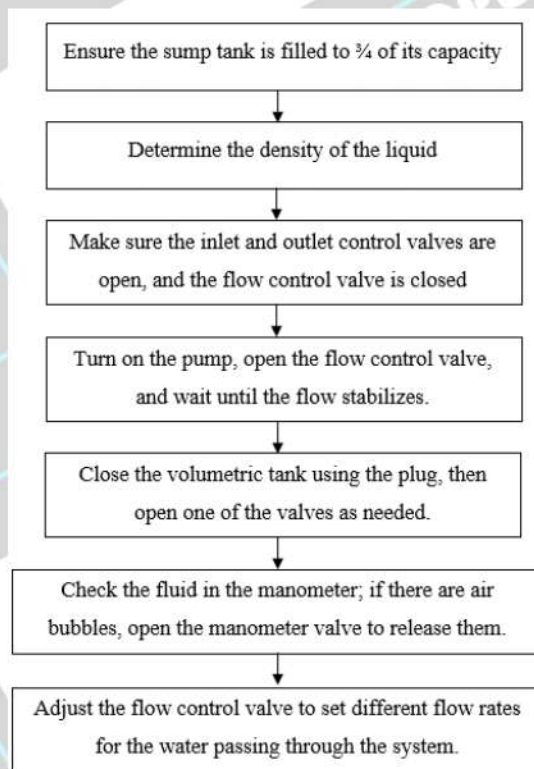 Ensure the sump tank is filled to ¾ of its capacity
Determine the density of the liquid
Make sure the inlet and outlet control valves are
open, and the flow control valve is closed
Turn on the pump, open the flow control valve,
and wait until the flow stabilizes.
Close the volumetric tank using the plug, then
open one of the valves as needed.
Check the fluid in the manometer; if there are air
bubbles, open the manometer valve to release them.
Adjust the flow control valve to set different flow rates
for the water passing through the system.